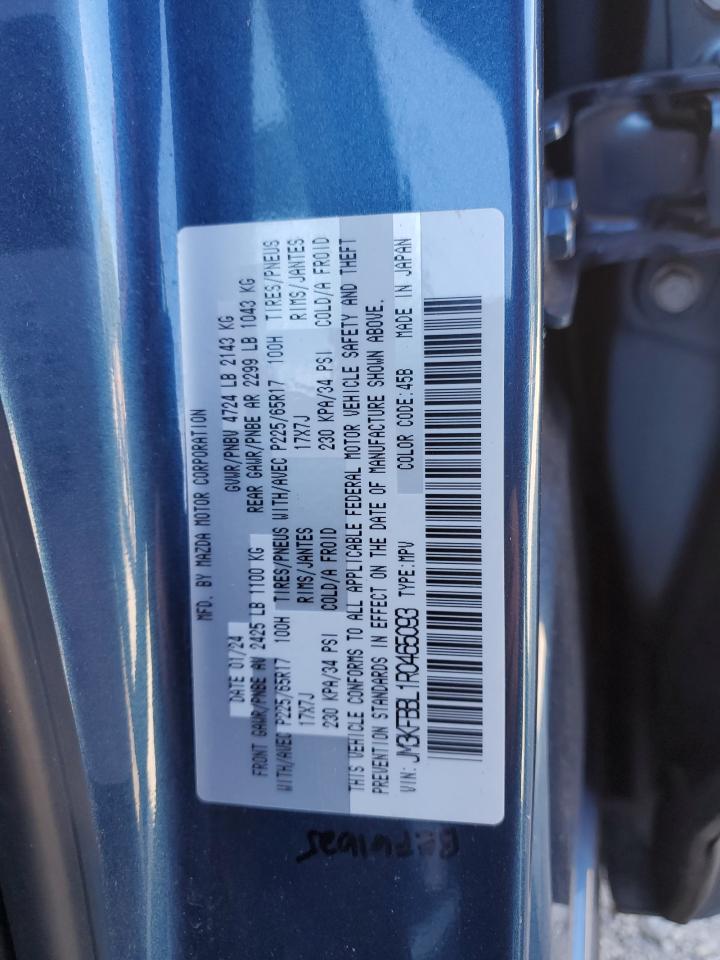 MFD. BY MAZDA MOTOR CORPORATION
DATE 01/24 GVWR/PNBV 4724 LB 2143 KG
FRONT GAWR/PNBE AV 2425 LB 1100 KG REAR GAWR/PNBE AR 2299 LB 1043 KG
WITH/AVEC P225/65R17 100H TIRES/PNEUS WITH/AVEC P225/65R17 100H TIRES/PNEUS
17X7J RIMS/JANTES 17X7J RIMS/JANTES
230 KPA/34 PSI COLD/A FROID 230 KPA/34 PSI COLD/A FROID
THIS VEHICLE CONFORMS TO ALL APPLICABLE FEDERAL MOTOR VEHICLE SAFETY AND THEFT
PREVENTION STANDARDS IN EFFECT ON THE DATE OF MANUFACTURE SHOWN ABOVE.
VIN: JM3KFBBL1R0465093 TYPE:MPV COLOR CODE:45B MADE IN JAPAN